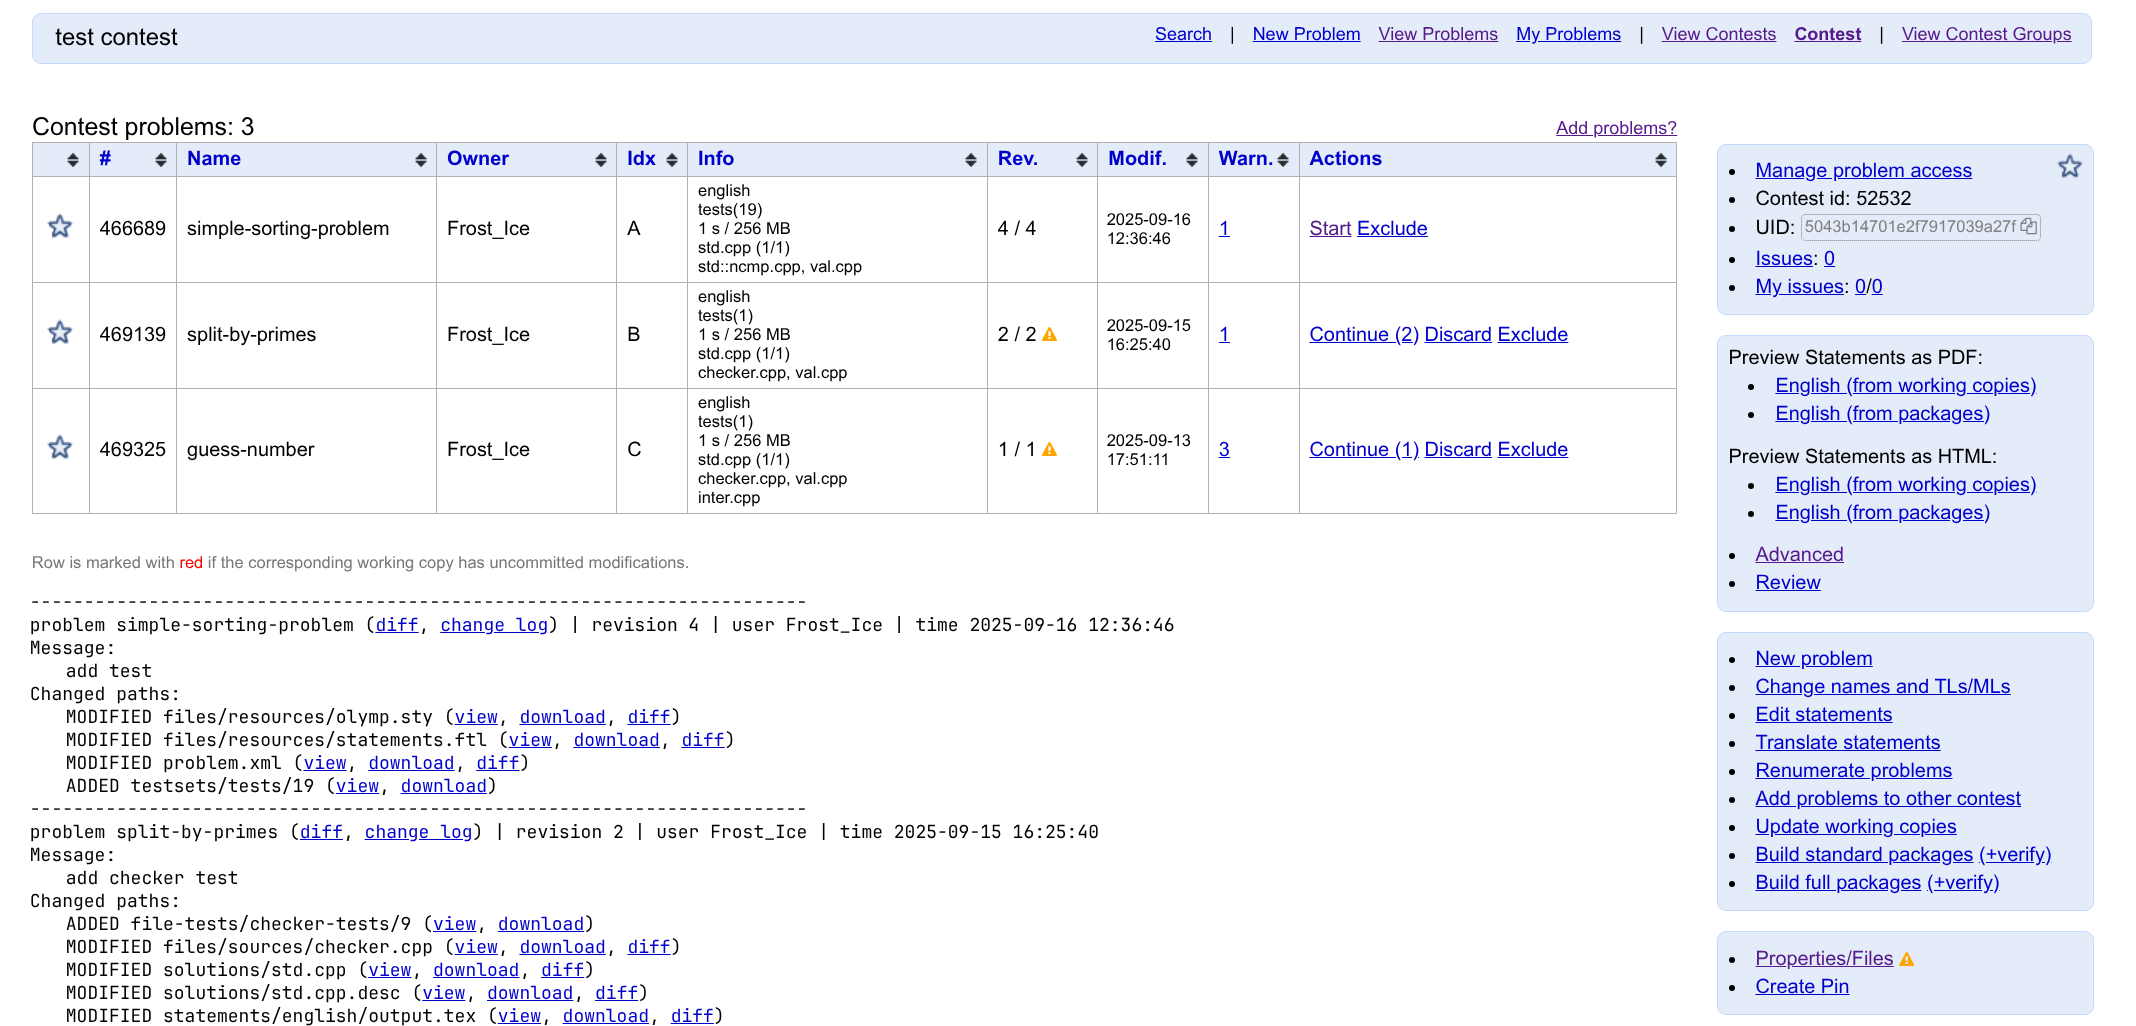 test contest
Search | New Problem View Problems My Problems | View Contests Contest | View Contest Groups
Contest problems: 3
Add problems?
# Name Owner Idx Info Rev. Modif. Warn. Actions
466689 simple-sorting-problem Frost_Ice A
english
tests(19)
1 s / 256 MB
std.cpp (1/1)
std::ncmp.cpp, val.cpp
4 / 4
2025-09-16
12:36:46
1
Start Exclude
469139 split-by-primes Frost_Ice B
english
tests(1)
1 s / 256 MB
std.cpp (1/1)
checker.cpp, val.cpp
2 / 2
2025-09-15
16:25:40
1
Continue (2) Discard Exclude
469325 guess-number Frost_Ice C
english
tests(1)
1 s / 256 MB
std.cpp (1/1)
checker.cpp, val.cpp
inter.cpp
1 / 1
2025-09-13
17:51:11
3
Continue (1) Discard Exclude
Row is marked with red if the corresponding working copy has uncommitted modifications.
------------------------------------------------------------------------
problem simple-sorting-problem (diff, change log) | revision 4 | user Frost_Ice | time 2025-09-16 12:36:46
Message:
add test
Changed paths:
MODIFIED files/resources/olymp.sty (view, download, diff)
MODIFIED files/resources/statements.ftl (view, download, diff)
MODIFIED problem.xml (view, download, diff)
ADDED testsets/tests/19 (view, download)
------------------------------------------------------------------------
problem split-by-primes (diff, change log) | revision 2 | user Frost_Ice | time 2025-09-15 16:25:40
Message:
add checker test
Changed paths:
ADDED file-tests/checker-tests/9 (view, download)
MODIFIED files/sources/checker.cpp (view, download, diff)
MODIFIED solutions/std.cpp (view, download, diff)
MODIFIED solutions/std.cpp.desc (view, download, diff)
MODIFIED statements/english/output.tex (view, download, diff)
Manage problem access
Contest id: 52532
UID: 5043b14701e2f7917039a27f
Issues: 0
My issues: 0/0
Preview Statements as PDF:
English (from working copies)
English (from packages)
Preview Statements as HTML:
English (from working copies)
English (from packages)
Advanced
Review
New problem
Change names and TLs/MLs
Edit statements
Translate statements
Renumerate problems
Add problems to other contest
Update working copies
Build standard packages (+verify)
Build full packages (+verify)
Properties/Files
Create Pin